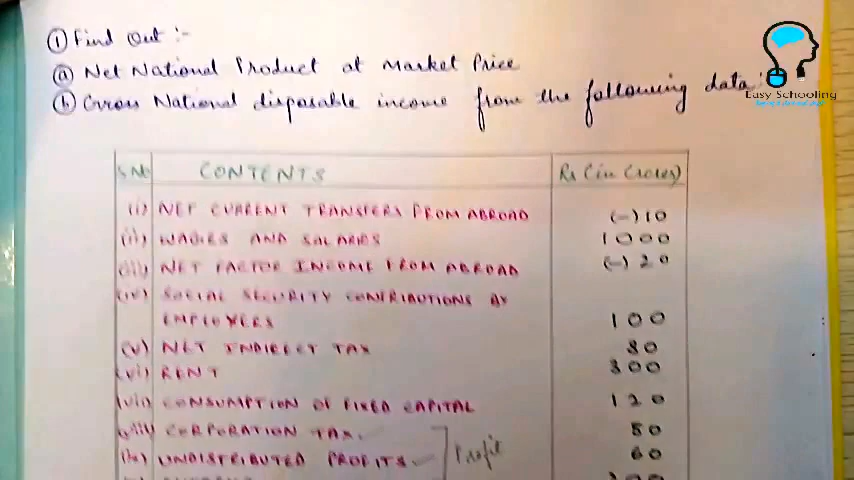 ① Find Out :-
ⓐ Net National Product at Market Price
ⓑ Gross National disposable income from the following data:
Easy Schooling
S.No CONTENTS Rs (in Crores)
(i) NET CURRENT TRANSFERS FROM ABROAD (-) 10
(ii) WAGES AND SALARIES 1000
(iii) NET FACTOR INCOME FROM ABROAD (-) 20
(iv) SOCIAL SECURITY CONTRIBUTIONS BY
EMPLOYERS 100
(v) NET INDIRECT TAX 80
(vi) RENT 300
(vii) CONSUMPTION OF FIXED CAPITAL 120
(viii) CORPORATION TAX 50
(ix) UNDISTRIBUTED PROFITS Profit 60